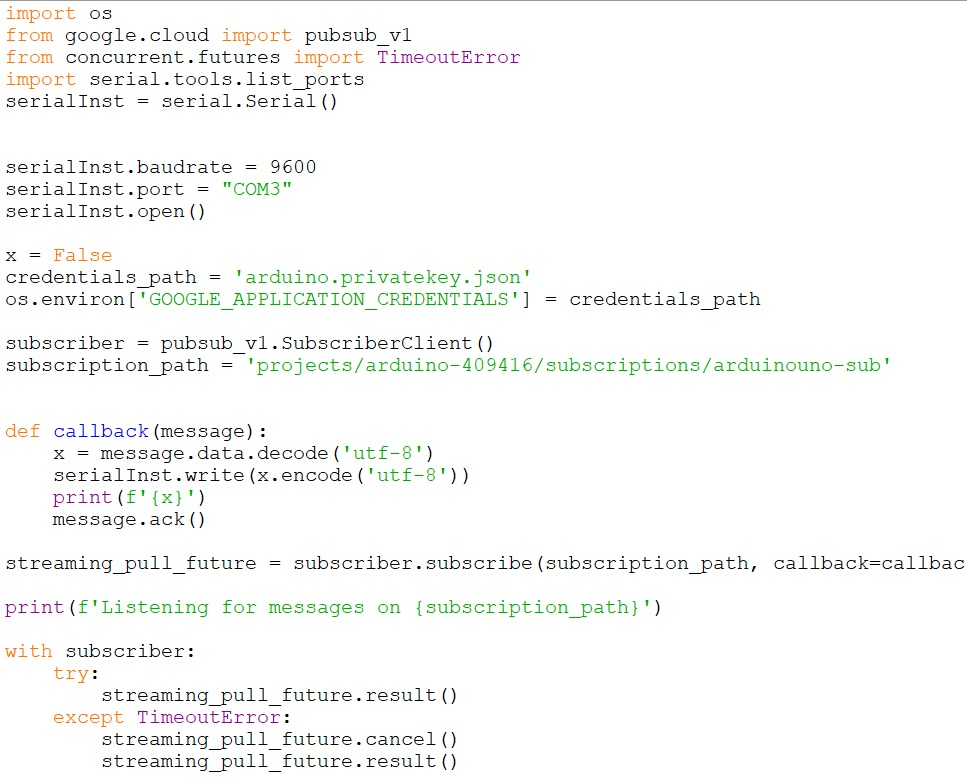 import os
from google.cloud import pubsub_v1
from concurrent.futures import TimeoutError
import serial.tools.list_ports
serialInst = serial.Serial()
serialInst.baudrate = 9600
serialInst.port = "COM3"
serialInst.open()
x = False
credentials_path = 'arduino.privatekey.json'
os.environ['GOOGLE_APPLICATION_CREDENTIALS'] = credentials_path
subscriber = pubsub_v1.SubscriberClient()
subscription_path = 'projects/arduino-409416/subscriptions/arduinouno-sub'
def callback(message):
    x = message.data.decode('utf-8')
    serialInst.write(x.encode('utf-8'))
    print(f'{x}')
    message.ack()
streaming_pull_future = subscriber.subscribe(subscription_path, callback=callbac
print(f'Listening for messages on {subscription_path}')
with subscriber:
    try:
        streaming_pull_future.result()
    except TimeoutError:
        streaming_pull_future.cancel()
        streaming_pull_future.result()